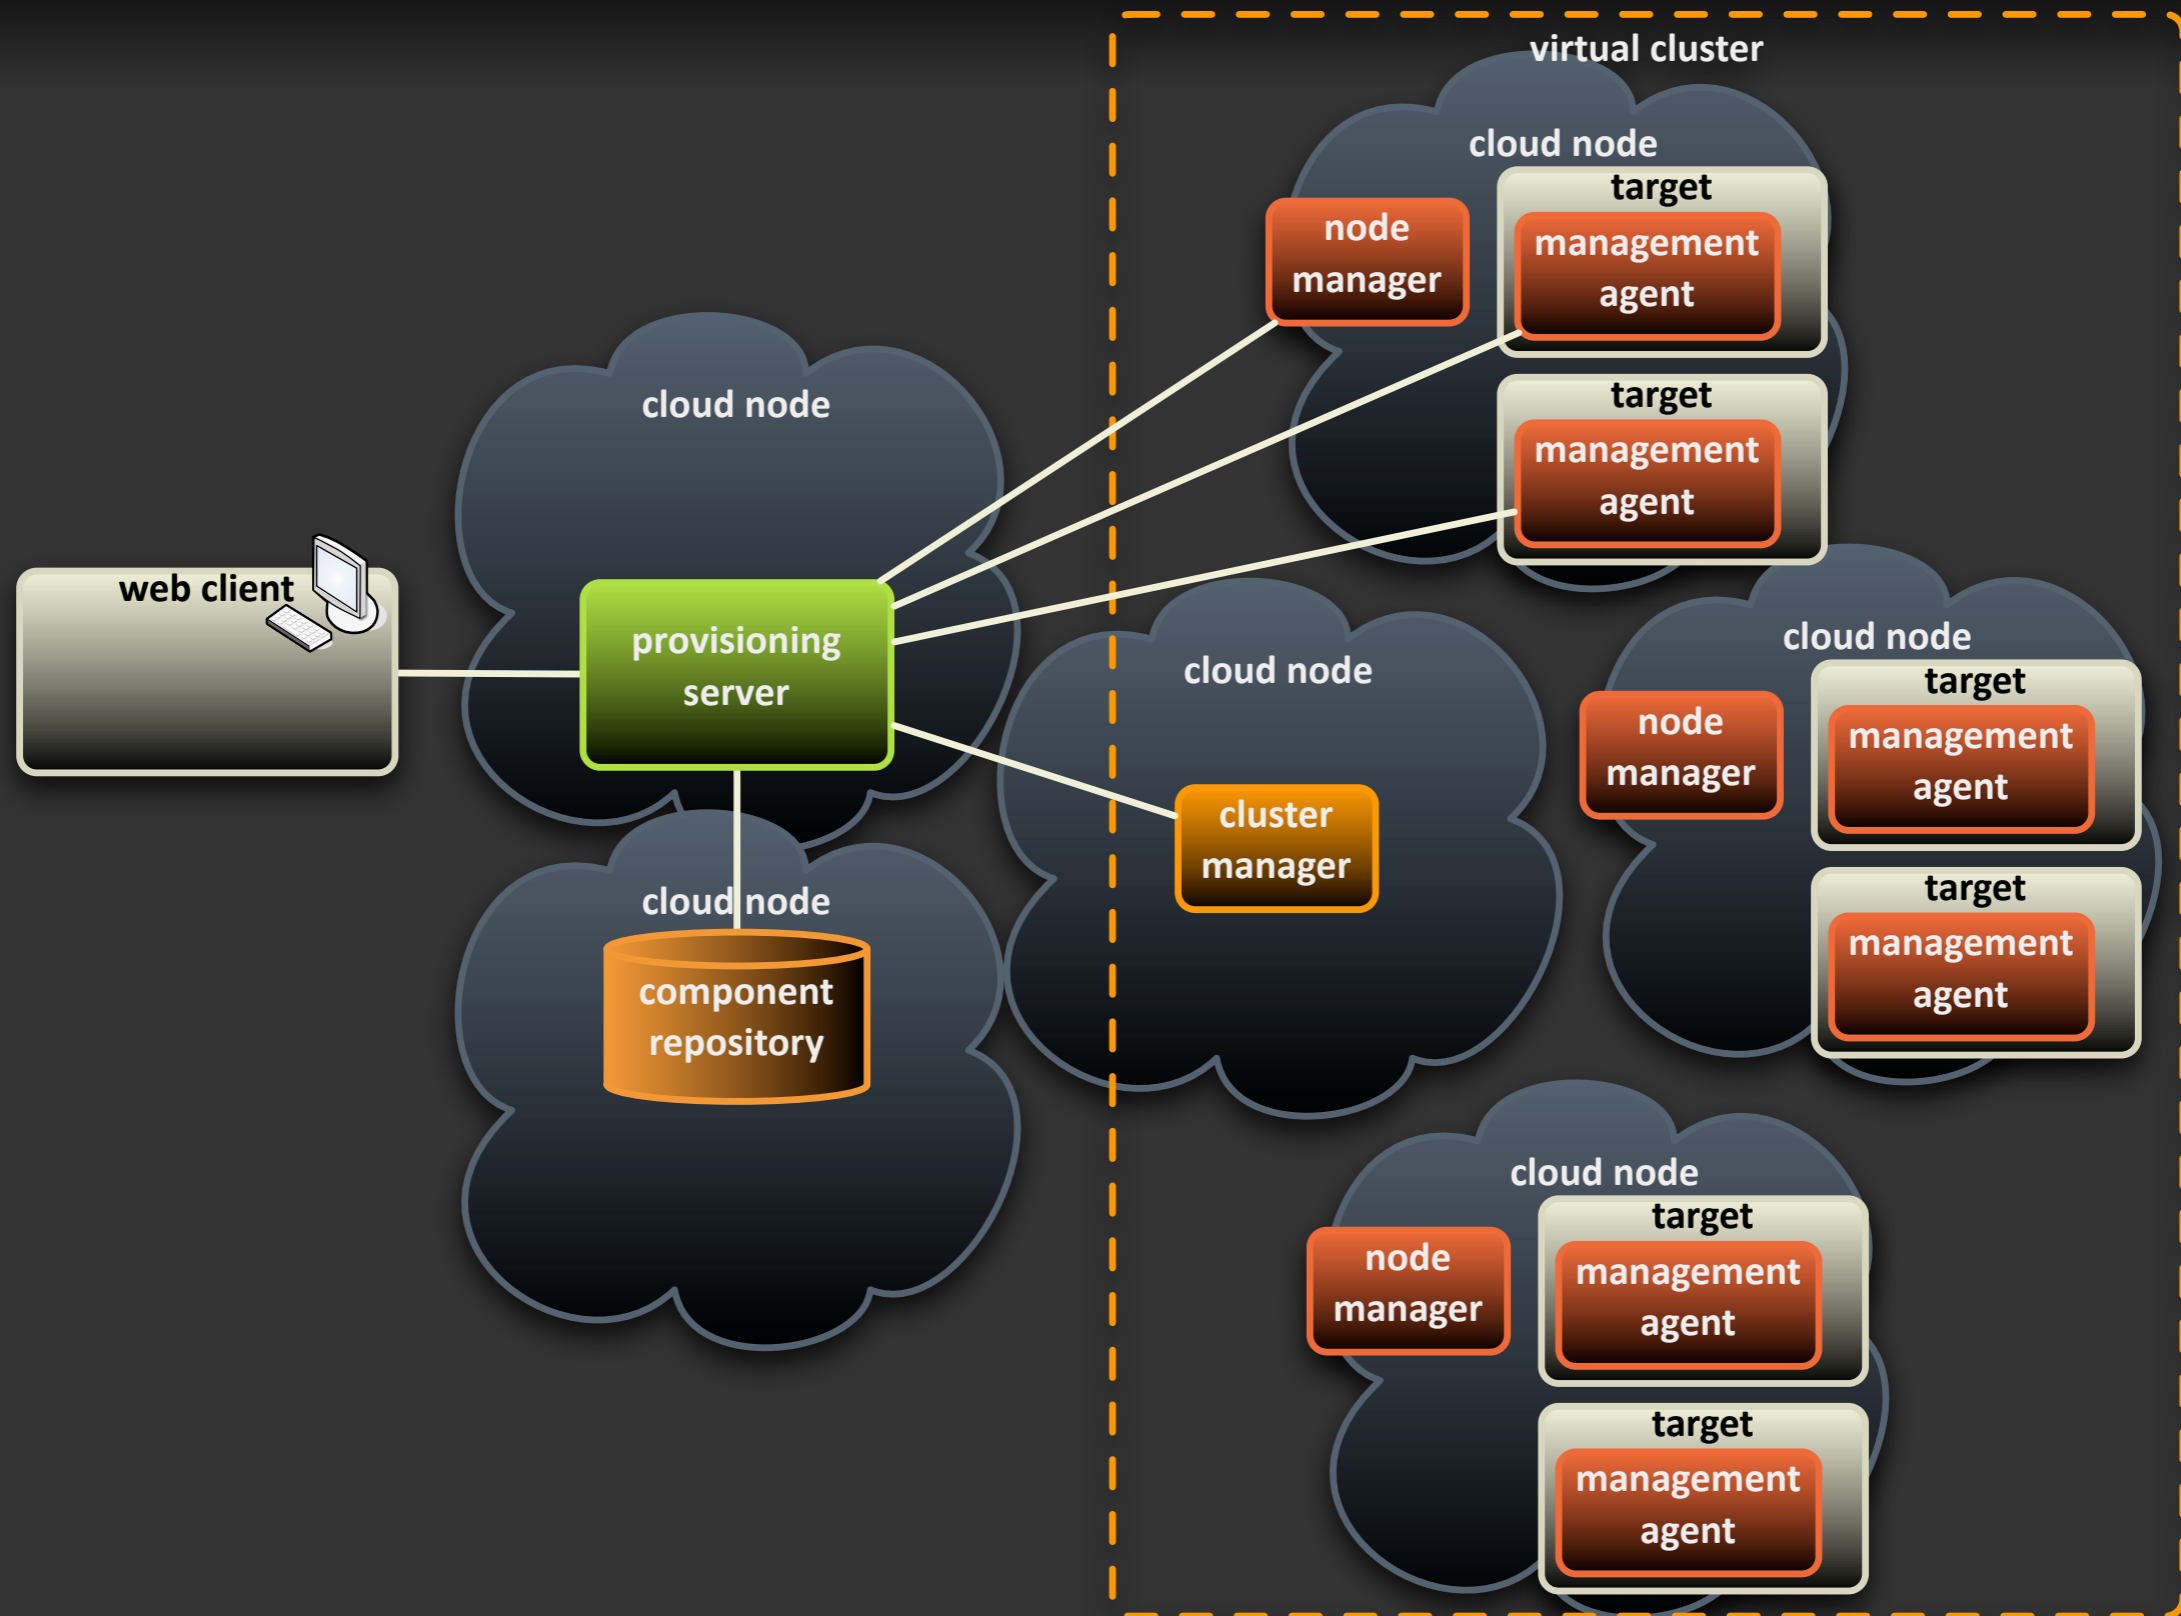 virtual cluster
cloud node
target
node
manager
management
agent
target
management
agent
cloud node
web client
provisioning
server
cloud node
cluster
manager
cloud node
target
node
manager
management
agent
target
management
agent
cloud node
component
repository
cloud node
target
node
manager
management
agent
target
management
agent